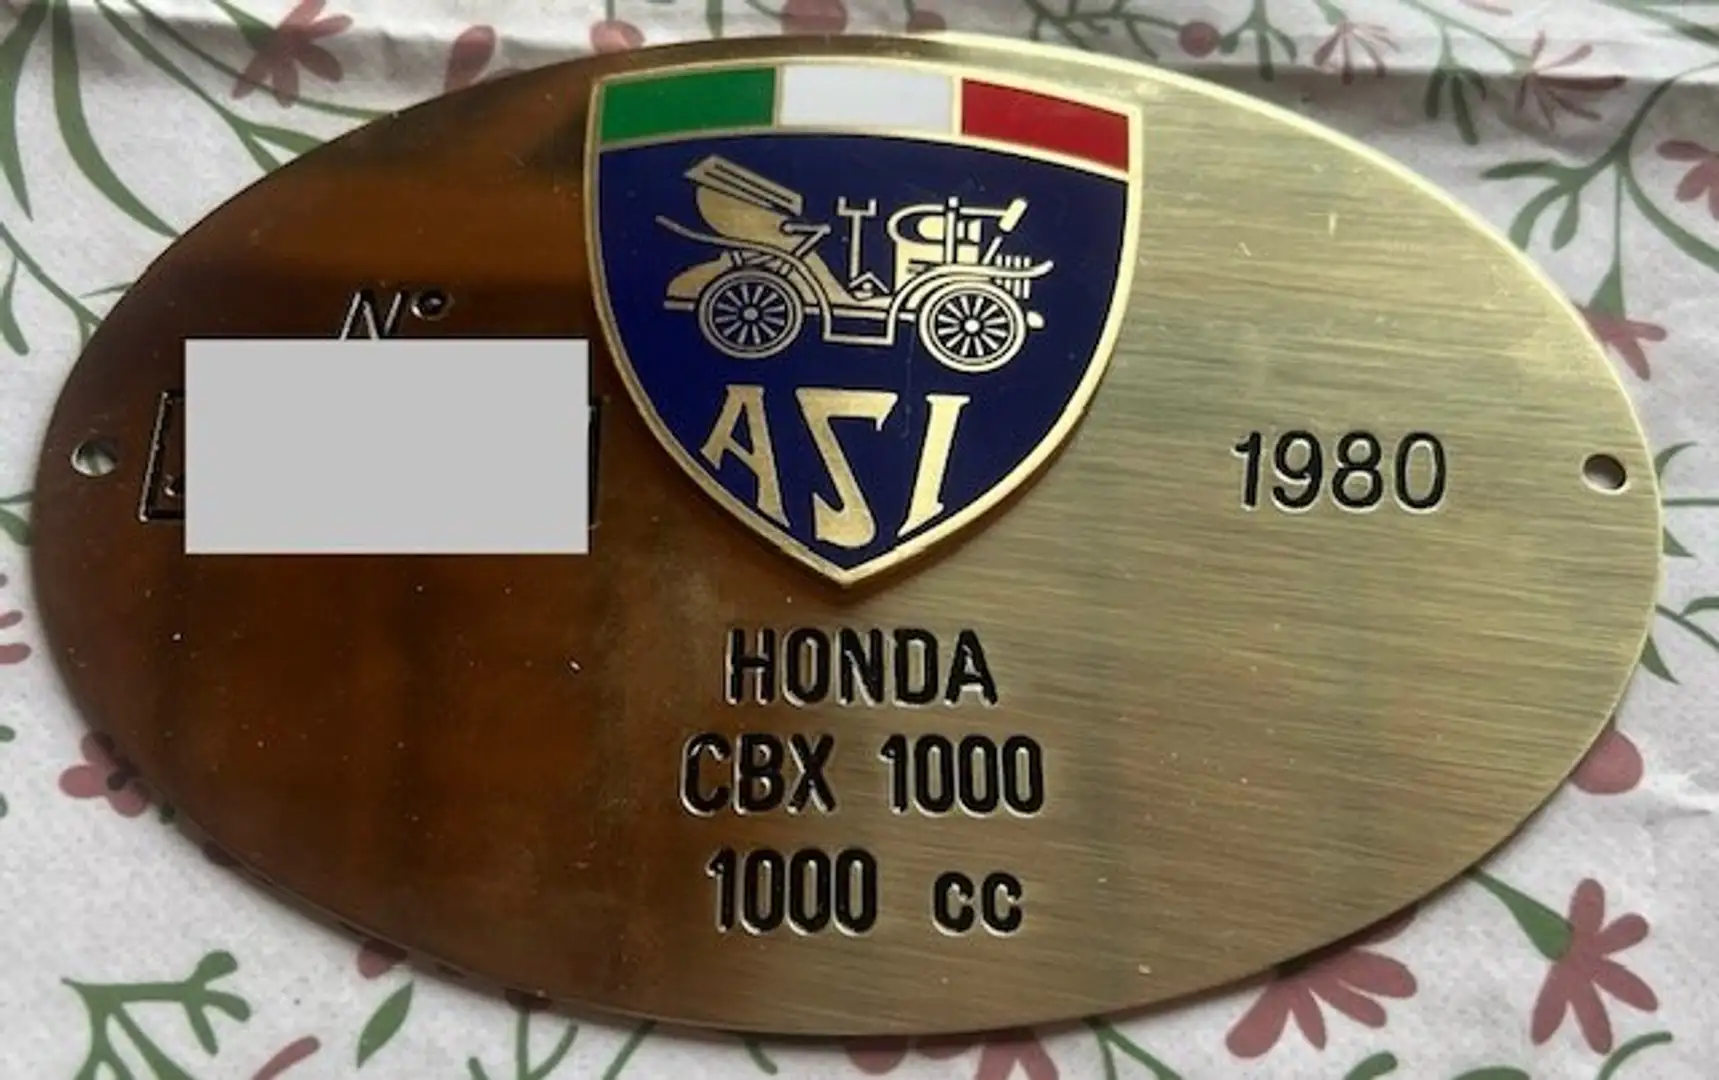 N°
ASI
1980
HONDA
CBX 1000
1000 cc